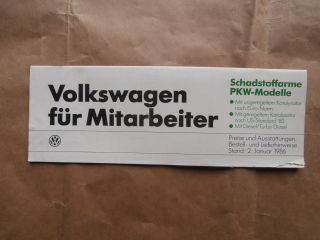 Volkswagen
für Mitarbeiter
Schadstoffarme
PKW-Modelle
Mit ungeregeltem Katalysator
nach Euro-Norm
Mit geregeltem Katalysator
nach US-Standard '83
Mit Diesel/Turbo Diesel
Preise und Ausstattungen.
Bestell- und Lieferhinweise.
Stand: 2. Januar 1986